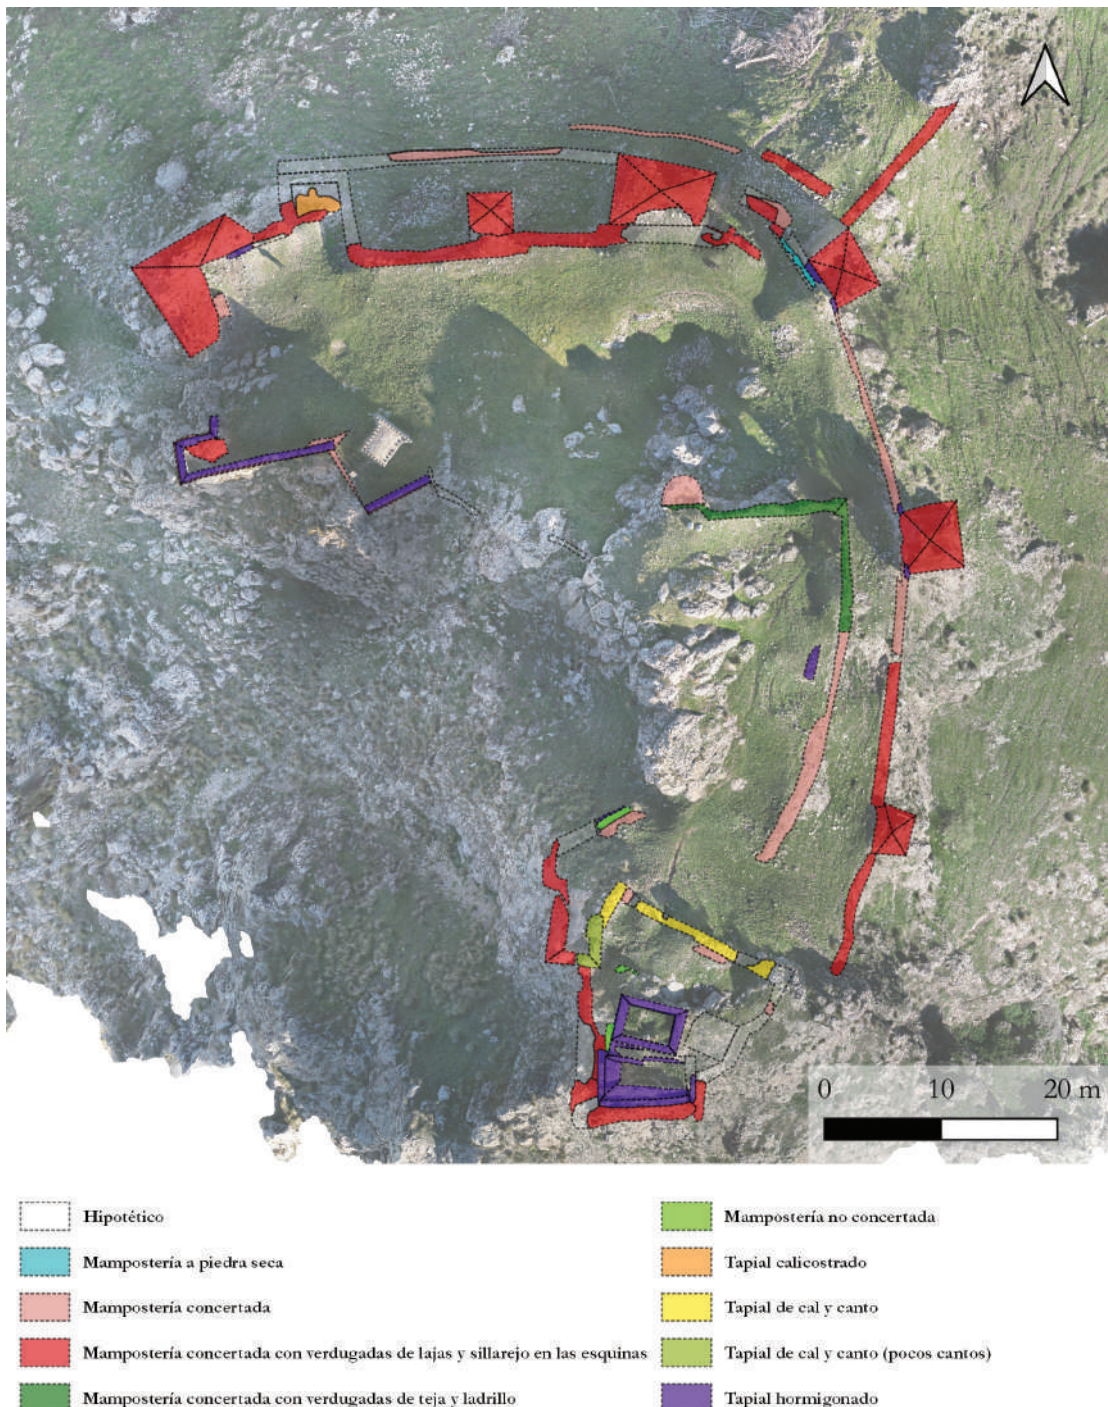 0 10 20 m
Hipotético
Mampostería a piedra seca
Mampostería concertada
Mampostería concertada con verdugadas de lajas y sillarejo en las esquinas
Mampostería concertada con verdugadas de teja y ladrillo
Mampostería no concertada
Tapial calicostrado
Tapial de cal y canto
Tapial de cal y canto (pocos cantos)
Tapial hormigonado